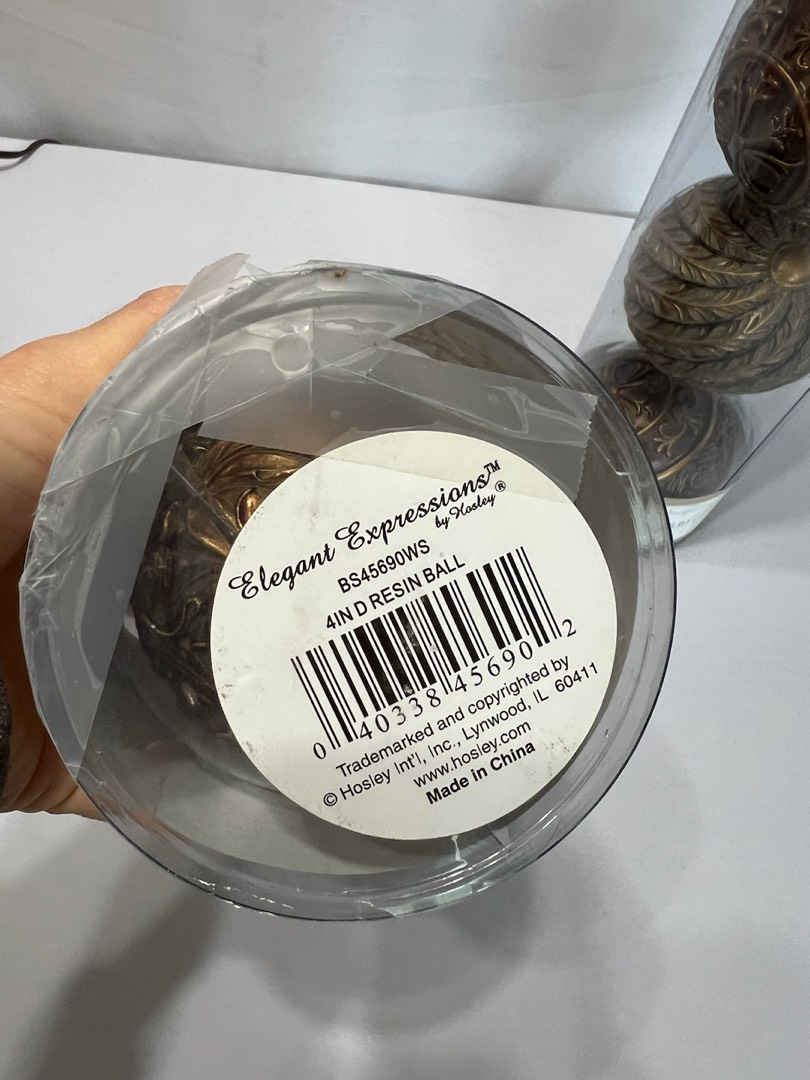 Elegant Expressions™
by Hosley®
BS45690WS
4IN D RESIN BALL
0 40338 45690 2
Trademarked and copyrighted by
© Hosley Int'l, Inc., Lynwood, IL 60411
www.hosley.com
Made in China